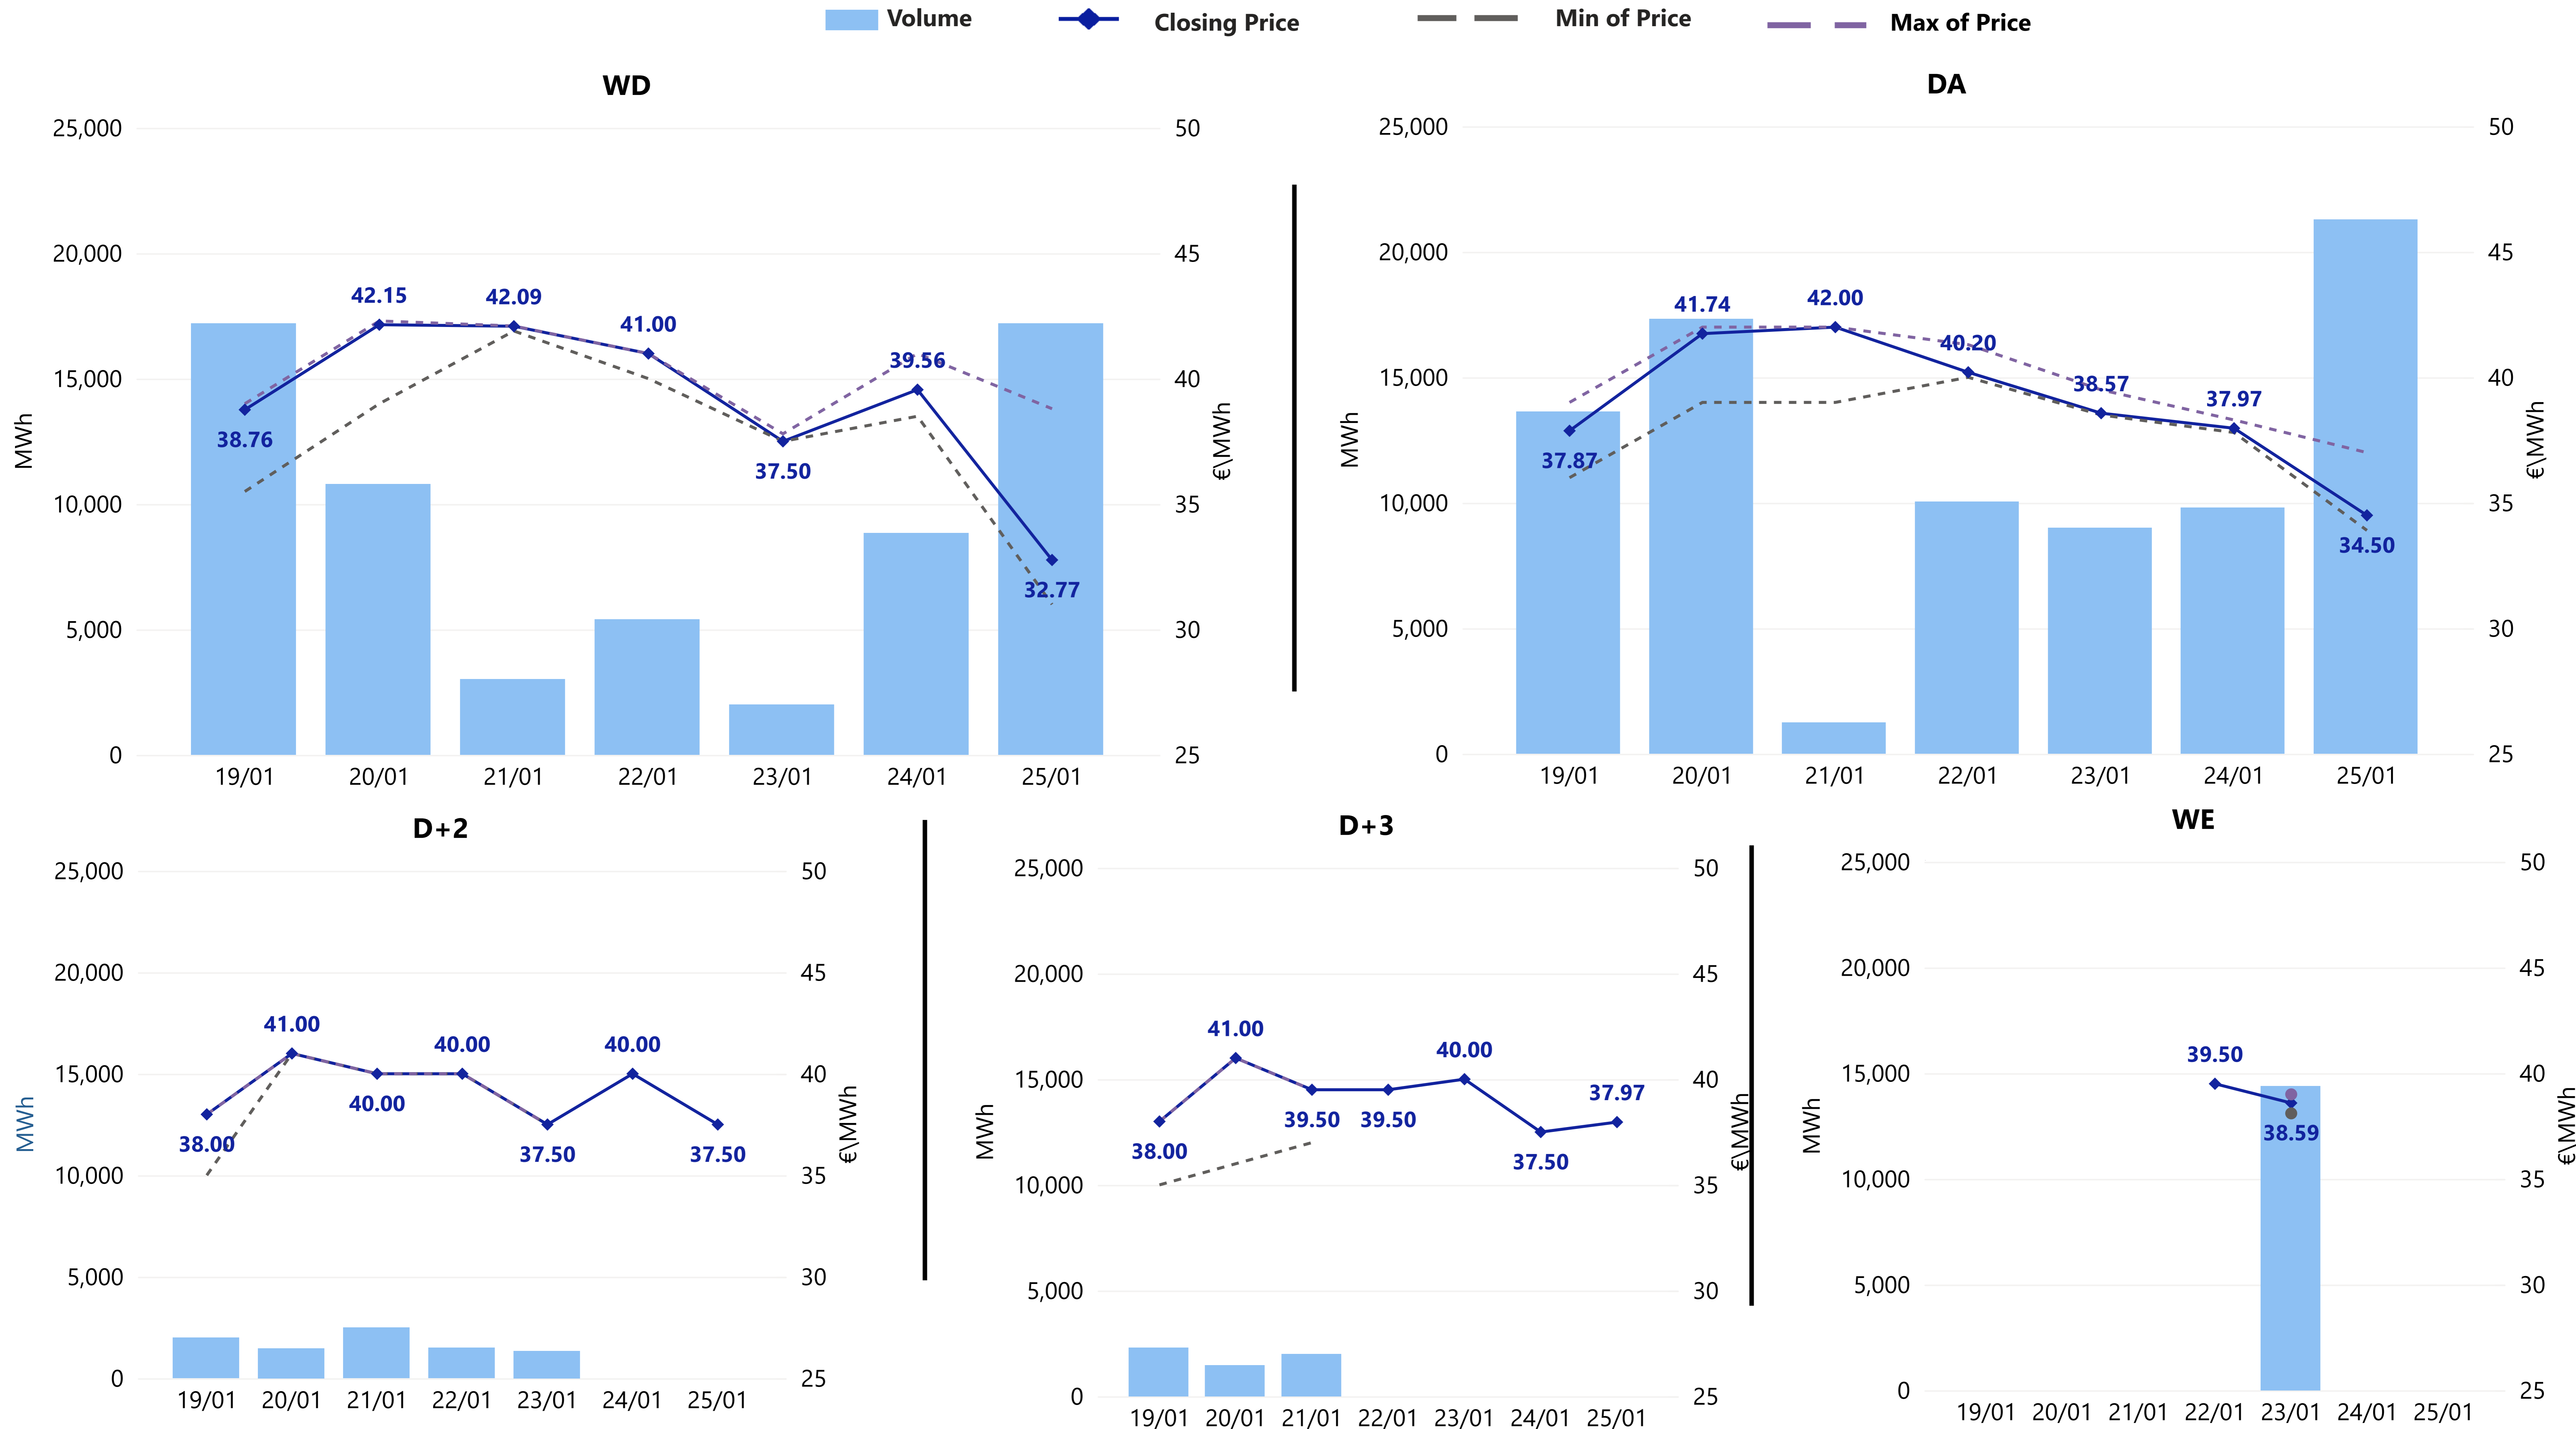 Volume Closing Price Min of Price Max of Price
WD
25,000 50
20,000 45
15,000 40
10,000 35
5,000 30
0 25
MWh
€\MWh
38.76 42.15 42.09 41.00 37.50 39.56 32.77
19/01 20/01 21/01 22/01 23/01 24/01 25/01
DA
25,000 50
20,000 45
15,000 40
10,000 35
5,000 30
0 25
MWh
€\MWh
37.87 41.74 42.00 40.20 38.57 37.97 34.50
19/01 20/01 21/01 22/01 23/01 24/01 25/01
D+2
25,000 50
20,000 45
15,000 40
10,000 35
5,000 30
0 25
MWh
€\MWh
38.00 41.00 40.00 40.00 37.50 40.00 37.50
19/01 20/01 21/01 22/01 23/01 24/01 25/01
D+3
25,000 50
20,000 45
15,000 40
10,000 35
5,000 30
0 25
MWh
€\MWh
38.00 41.00 39.50 39.50 40.00 37.50 37.97
19/01 20/01 21/01 22/01 23/01 24/01 25/01
WE
25,000 50
20,000 45
15,000 40
10,000 35
5,000 30
0 25
MWh
€\MWh
39.50 38.59
19/01 20/01 21/01 22/01 23/01 24/01 25/01